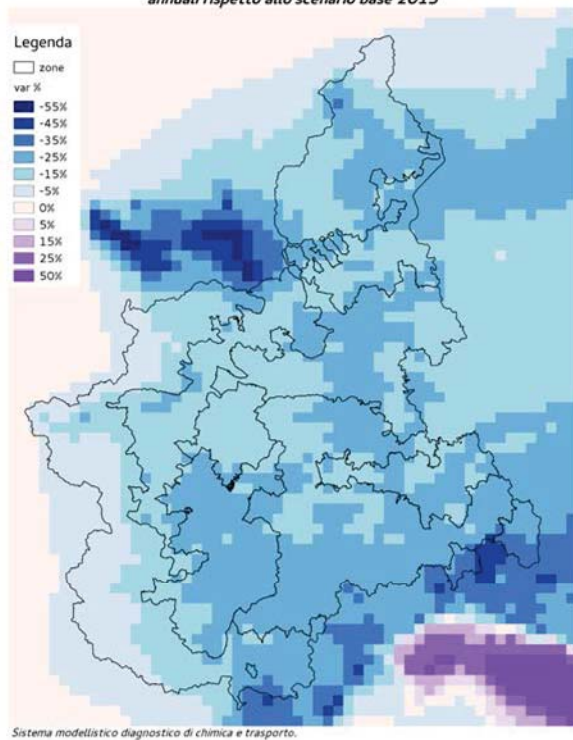 annuali rispetto allo scenario base 2015
Legenda
zone
var %
-55%
-45%
-35%
-25%
-15%
-5%
0%
5%
15%
25%
50%
Sistema modellistico diagnostico di chimica e trasporto.